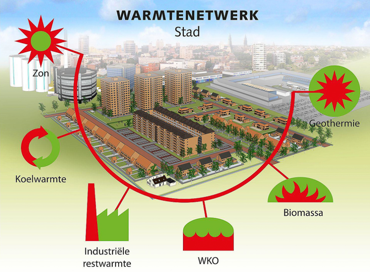 WARMTENETWERK
Stad
Zon
Geothermie
Koelwarmte
Biomassa
Industriële
restwarmte
WKO